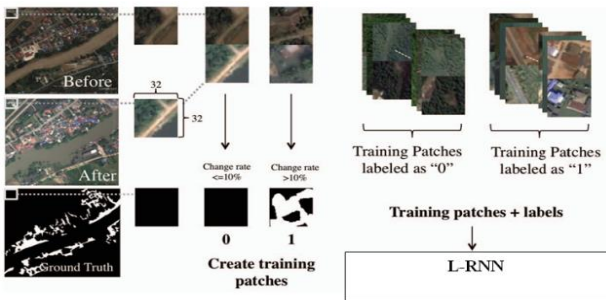 Before
32
32
After
Change rate
<=10%
Change rate
>10%
Ground Truth
0
1
Create training
patches
Training Patches
labeled as “0”
Training Patches
labeled as “1”
Training patches + labels
L-RNN